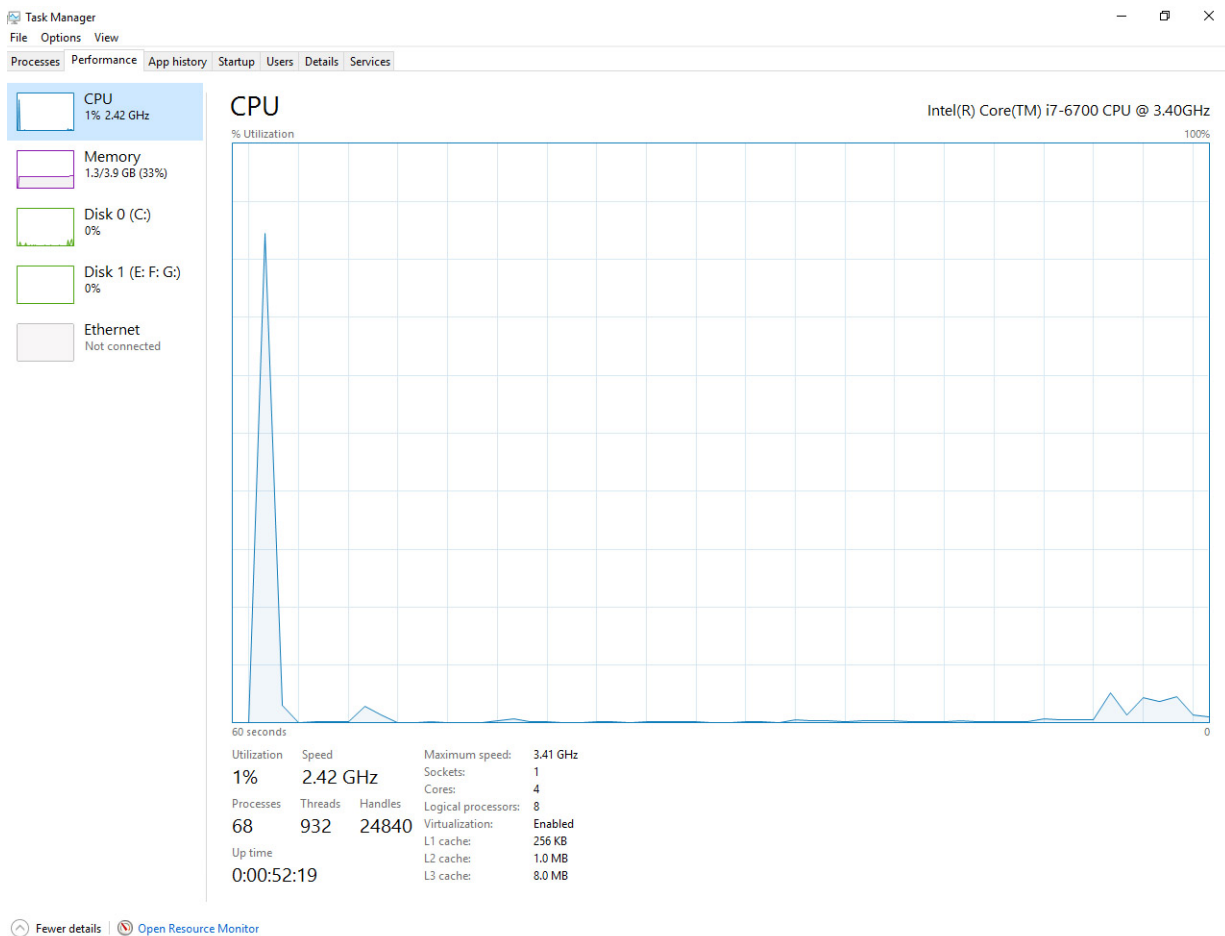 Task Manager
File Options View
Processes Performance App history Startup Users Details Services
CPU
1% 2.42 GHz
Memory
1.3/3.9 GB (33%)
Disk 0 (C:)
0%
Disk 1 (E: F: G:)
0%
Ethernet
Not connected
CPU Intel(R) Core(TM) i7-6700 CPU @ 3.40GHz
% Utilization 100%
60 seconds 0
Utilization Speed
1% 2.42 GHz
Processes Threads Handles
68 932 24840
Up time
0:00:52:19
Maximum speed: 3.41 GHz
Sockets: 1
Cores: 4
Logical processors: 8
Virtualization: Enabled
L1 cache: 256 KB
L2 cache: 1.0 MB
L3 cache: 8.0 MB
Fewer details Open Resource Monitor